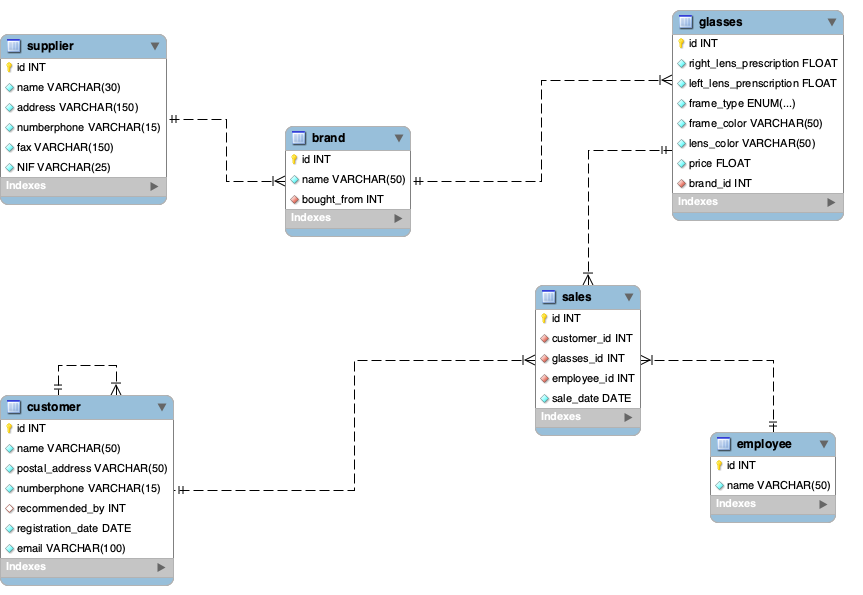 supplier
id INT
name VARCHAR(30)
address VARCHAR(150)
numberphone VARCHAR(15)
fax VARCHAR(150)
NIF VARCHAR(25)
Indexes
brand
id INT
name VARCHAR(50)
bought_from INT
Indexes
glasses
id INT
right_lens_prescription FLOAT
left_lens_prenscription FLOAT
frame_type ENUM(...)
frame_color VARCHAR(50)
lens_color VARCHAR(50)
price FLOAT
brand_id INT
Indexes
sales
id INT
customer_id INT
glasses_id INT
employee_id INT
sale_date DATE
Indexes
customer
id INT
name VARCHAR(50)
postal_address VARCHAR(50)
numberphone VARCHAR(15)
recommended_by INT
registration_date DATE
email VARCHAR(100)
Indexes
employee
id INT
name VARCHAR(50)
Indexes